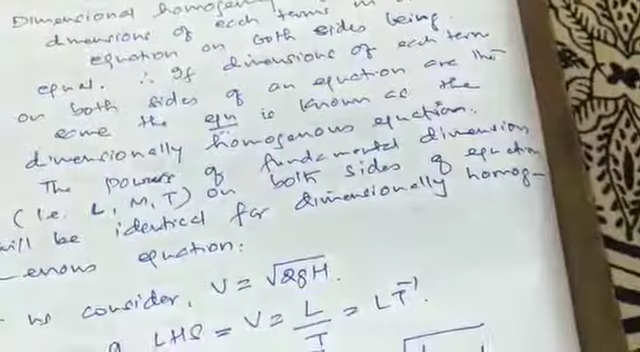 Dimensional homogen
dimensions of each terms in
equation on both sides being
equal. ∴ If dimensions of each term
on both sides of an equation are the
same the eqn is known as the
dimensionally homogenous equation.
The powers of fundamental dimension
(i.e. L, M, T) on both sides of equation
will be identical for dimensionally homog-
enous equation.
us consider, V = √2gH.
LHS = V = L/T = LT⁻¹.